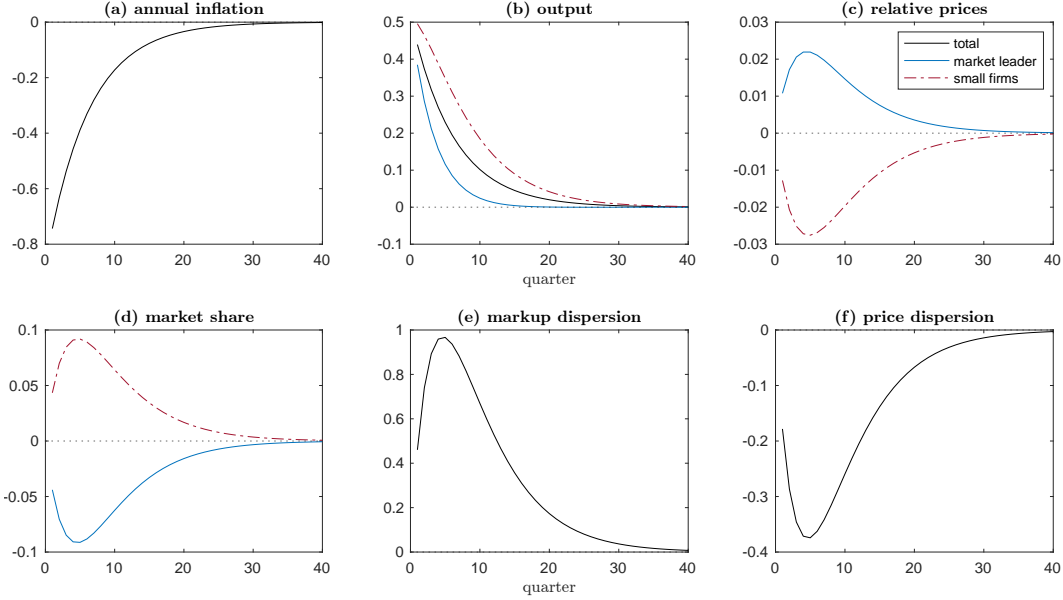 (a) annual inflation
0
-0.2
-0.4
-0.6
-0.8
0 10 20 30 40
(b) output
0.5
0.4
0.3
0.2
0.1
0
-0.1
0 10 20 30 40
quarter
(c) relative prices
0.03
0.02
0.01
0
-0.01
-0.02
-0.03
0 10 20 30 40
total
market leader
small firms
(d) market share
0.1
0.05
0
-0.05
-0.1
0 10 20 30 40
(e) markup dispersion
1
0.8
0.6
0.4
0.2
0
0 10 20 30 40
quarter
(f) price dispersion
0
-0.1
-0.2
-0.3
-0.4
0 10 20 30 40